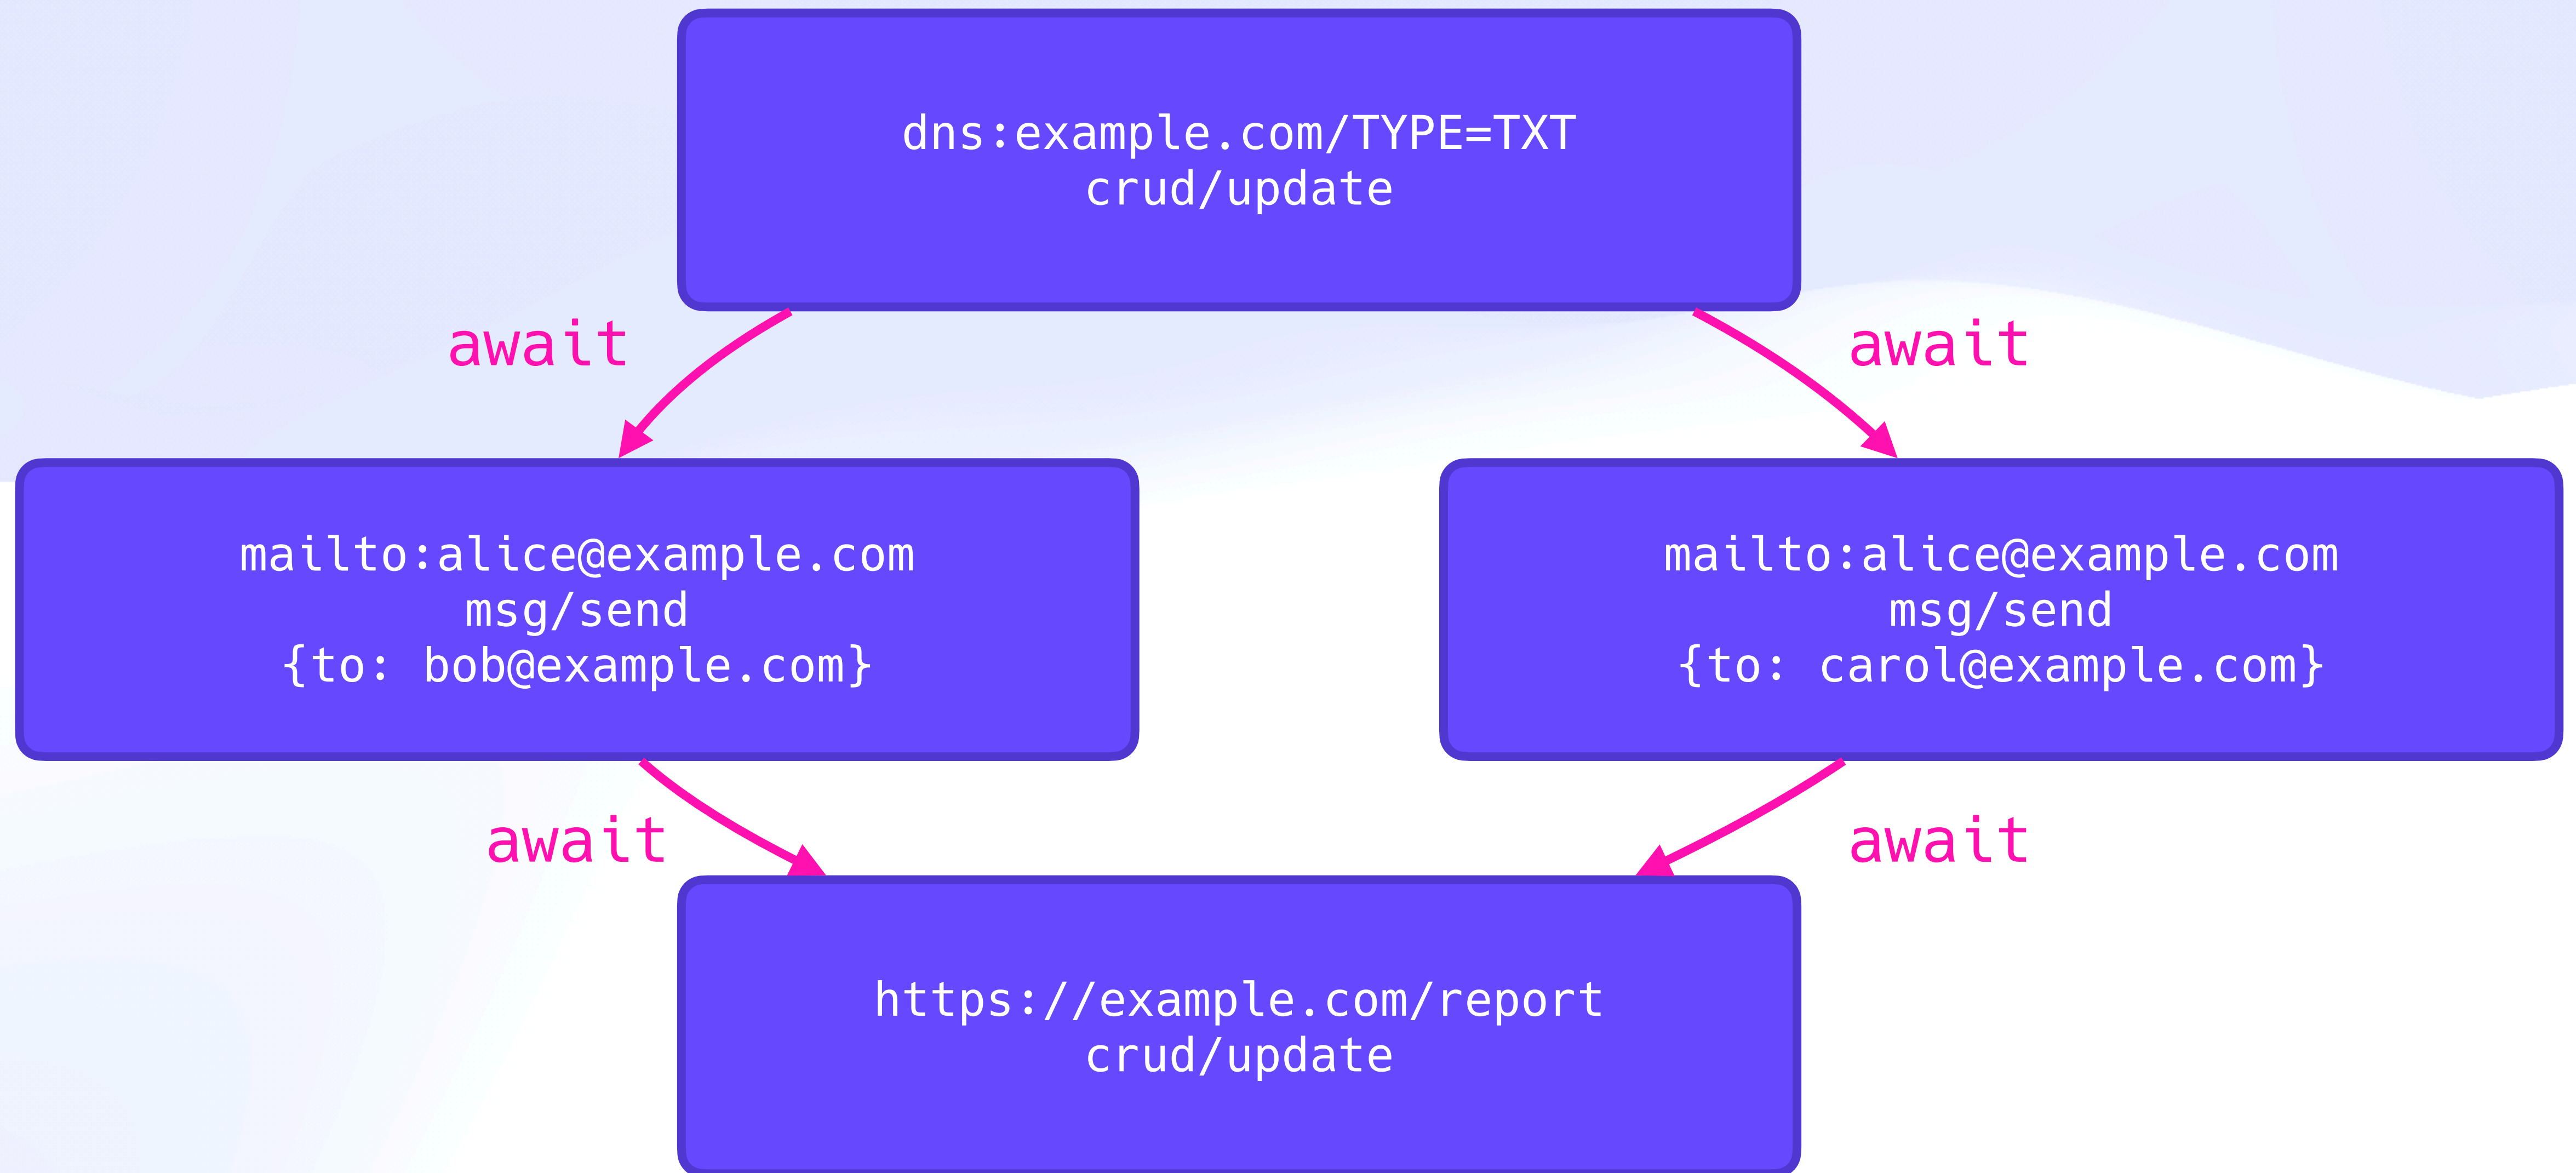 dns:example.com/TYPE=TXT
crud/update
await
await
mailto:alice@example.com
msg/send
{to: bob@example.com}
mailto:alice@example.com
msg/send
{to: carol@example.com}
await
await
https://example.com/report
crud/update